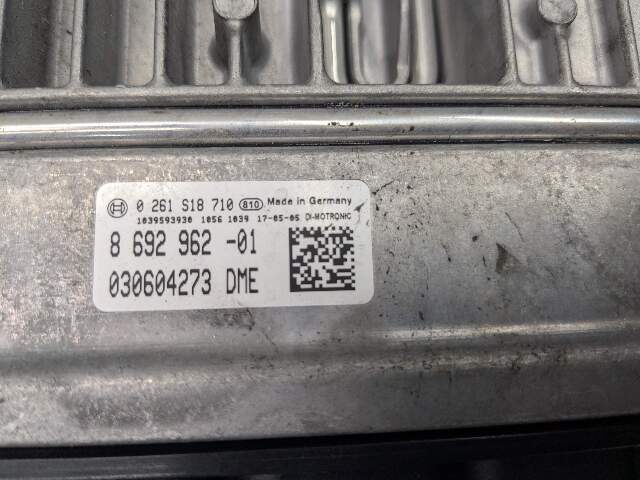 0 261 S18 710 810 Made in Germany
1039593930 1056 1039 17-05-05 DI-MOTRONIC
8 692 962 -01
030604273 DME